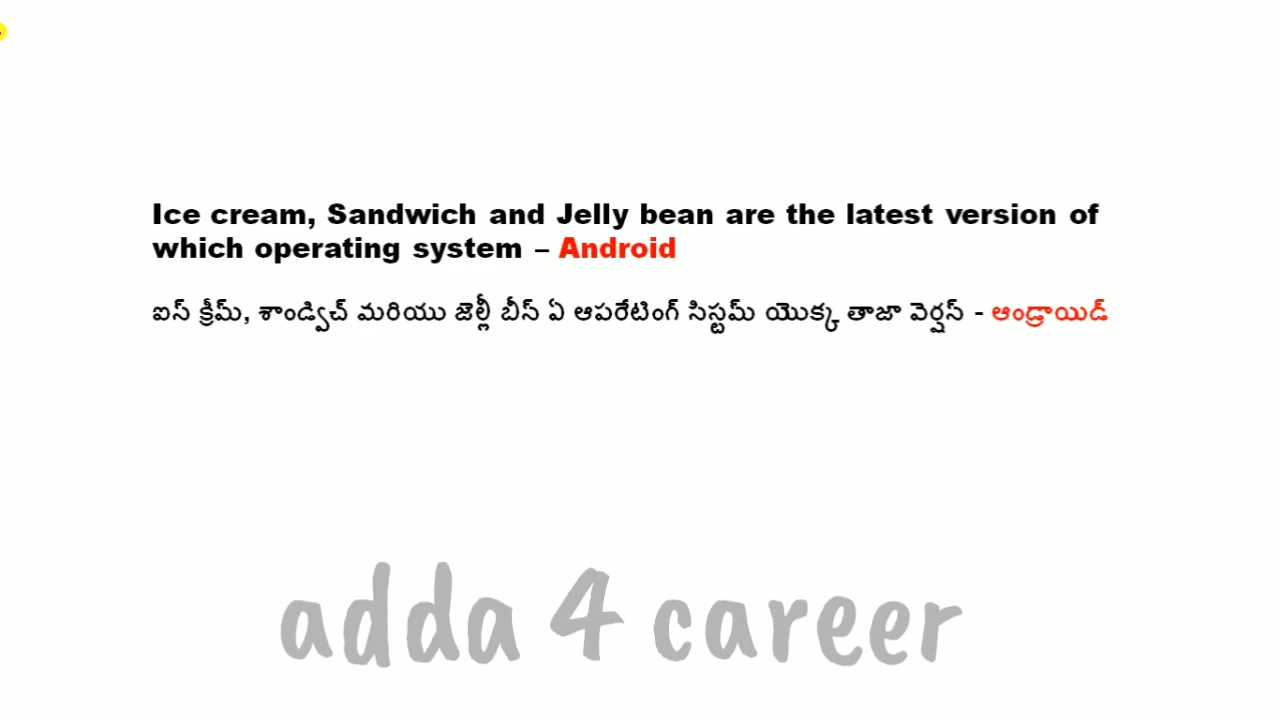 Ice cream, Sandwich and Jelly bean are the latest version of
which operating system – Android
ఐస్ క్రీమ్, శాండ్విచ్ మరియు జెల్లీ బీన్ ఏ ఆపరేటింగ్ సిస్టమ్ యొక్క తాజా వెర్షన్ - ఆండ్రాయిడ్
adda 4 career